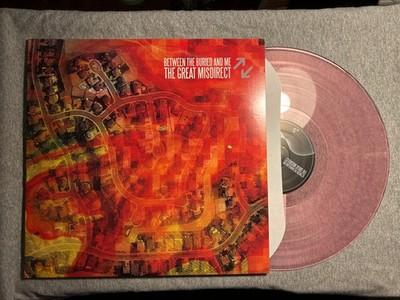 BETWEEN THE BURIED AND ME
THE GREAT MISDIRECT